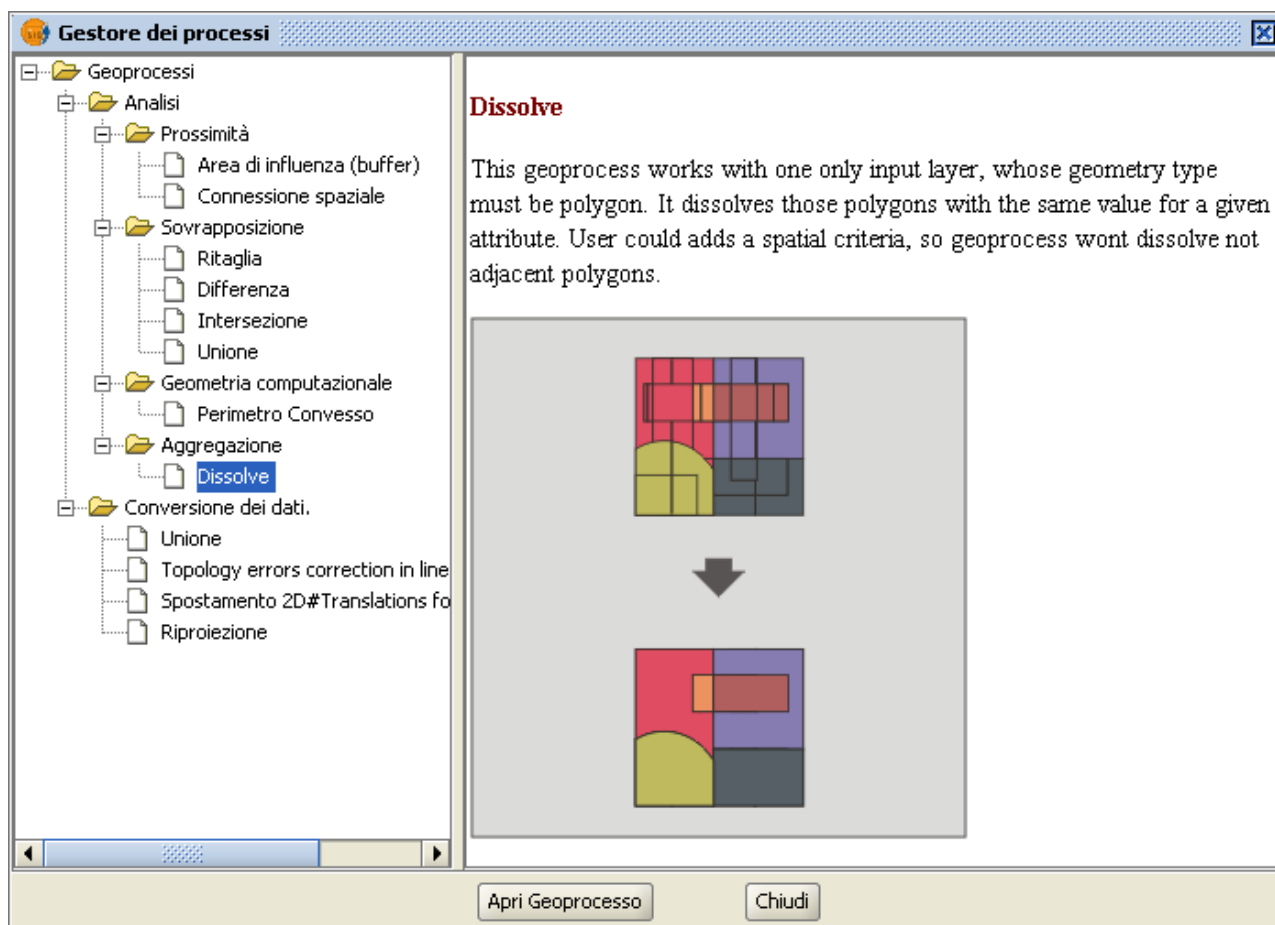 Gestore dei processi
Geoprocessi
Analisi
Prossimità
Area di influenza (buffer)
Connessione spaziale
Sovrapposizione
Ritaglia
Differenza
Intersezione
Unione
Geometria computazionale
Perimetro Convesso
Aggregazione
Dissolve
Conversione dei dati.
Unione
Topology errors correction in line
Spostamento 2D#Translations fo
Riproiezione
Dissolve
This geoprocess works with one only input layer, whose geometry type
must be polygon. It dissolves those polygons with the same value for a given
attribute. User could adds a spatial criteria, so geoprocess wont dissolve not
adjacent polygons.
Apri Geoprocesso
Chiudi